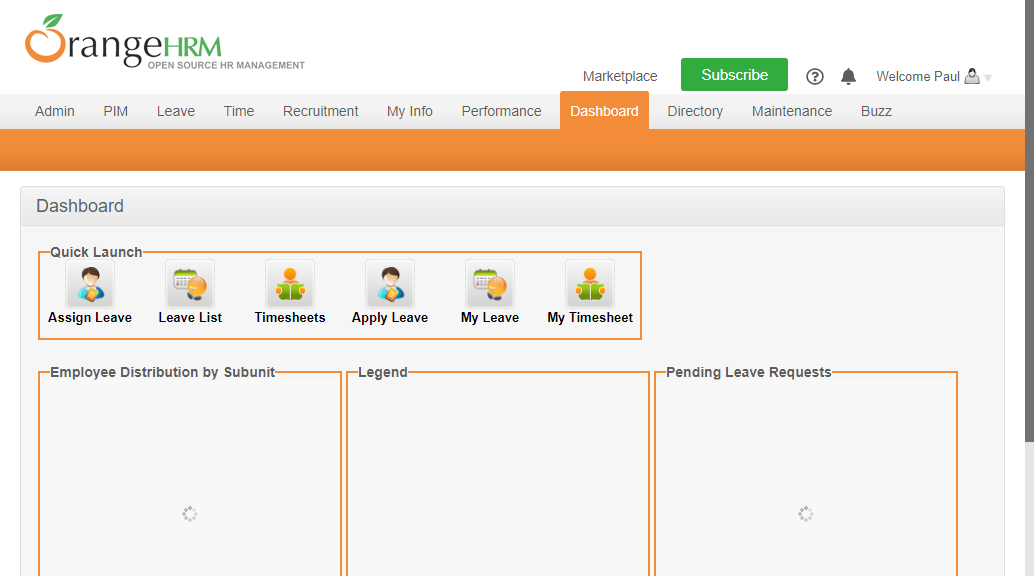 OrangeHRM
OPEN SOURCE HR MANAGEMENT
Marketplace Subscribe Welcome Paul
Admin PIM Leave Time Recruitment My Info Performance Dashboard Directory Maintenance Buzz
Dashboard
Quick Launch
Assign Leave Leave List Timesheets Apply Leave My Leave My Timesheet
Employee Distribution by Subunit Legend Pending Leave Requests